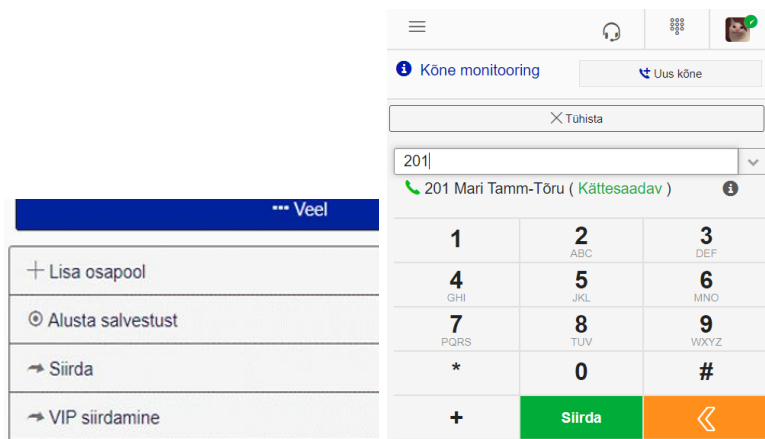 ••• Veel
Lisa osapool
Alusta salvestust
Siirda
VIP siirdamine
Kõne monitooring
Uus kõne
Tühista
201
201 Mari Tamm-Tõru ( Kättesaadav )
1 2 3
ABC DEF
4 5 6
GHI JKL MNO
7 8 9
PQRS TUV WXYZ
* 0 #
+ Siirda